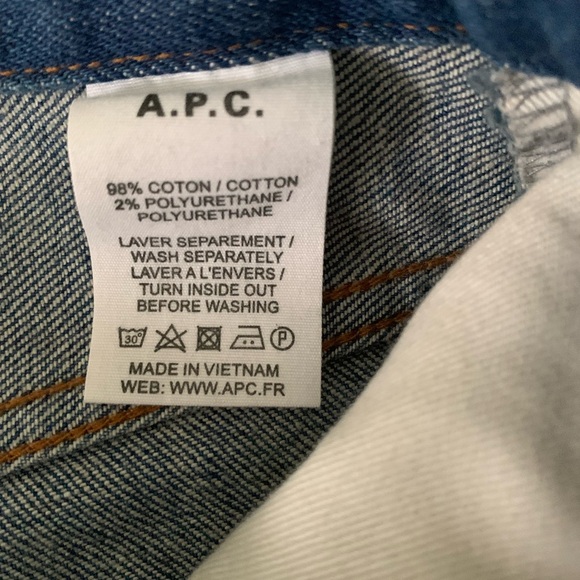 A.P.C.
98% COTON / COTTON
2% POLYURETHANE /
POLYURETHANE
LAVER SEPAREMENT /
WASH SEPARATELY
LAVER A L'ENVERS /
TURN INSIDE OUT
BEFORE WASHING
30° P
MADE IN VIETNAM
WEB: WWW.APC.FR